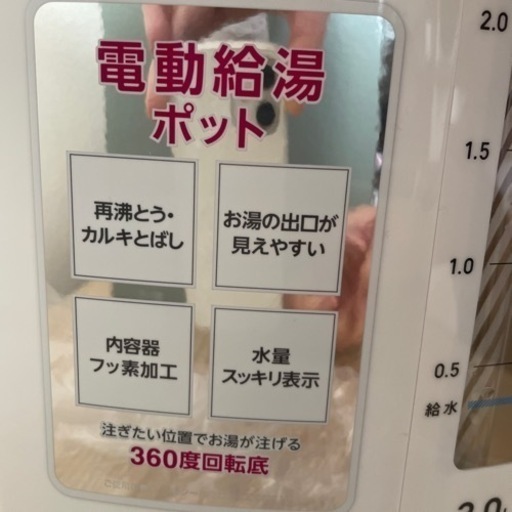 電動給湯
ポット
再沸とう・
カルキとばし
お湯の出口が
見えやすい
内容器
フッ素加工
水量
スッキリ表示
注ぎたい位置でお湯が注げる
360度回転底
2.0
1.5
1.0
0.5
給水